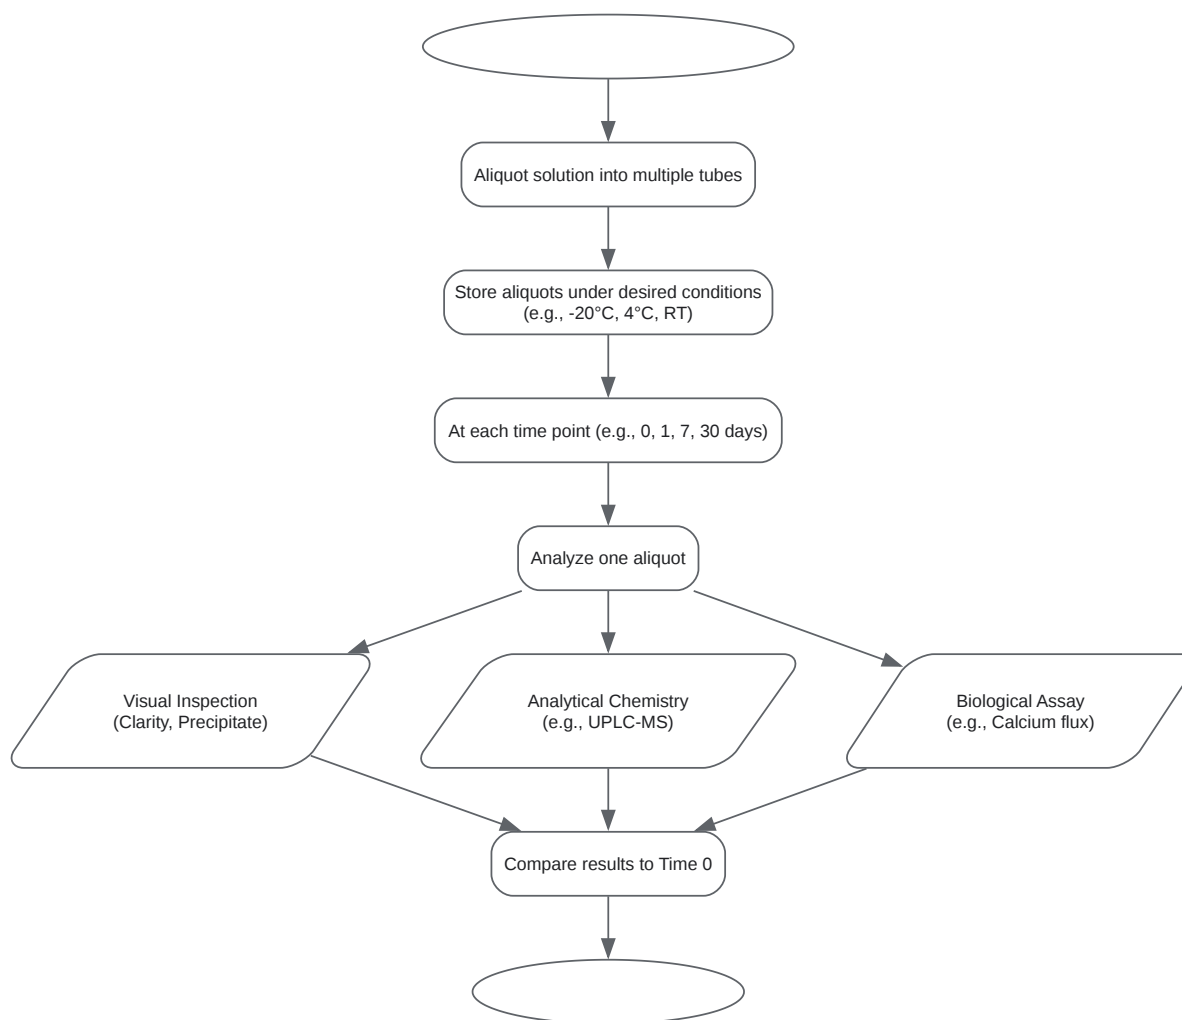 Aliquot solution into multiple tubes
Store aliquots under desired conditions
(e.g., -20°C, 4°C, RT)
At each time point (e.g., 0, 1, 7, 30 days)
Analyze one aliquot
Visual Inspection
(Clarity, Precipitate)
Analytical Chemistry
(e.g., UPLC-MS)
Biological Assay
(e.g., Calcium flux)
Compare results to Time 0